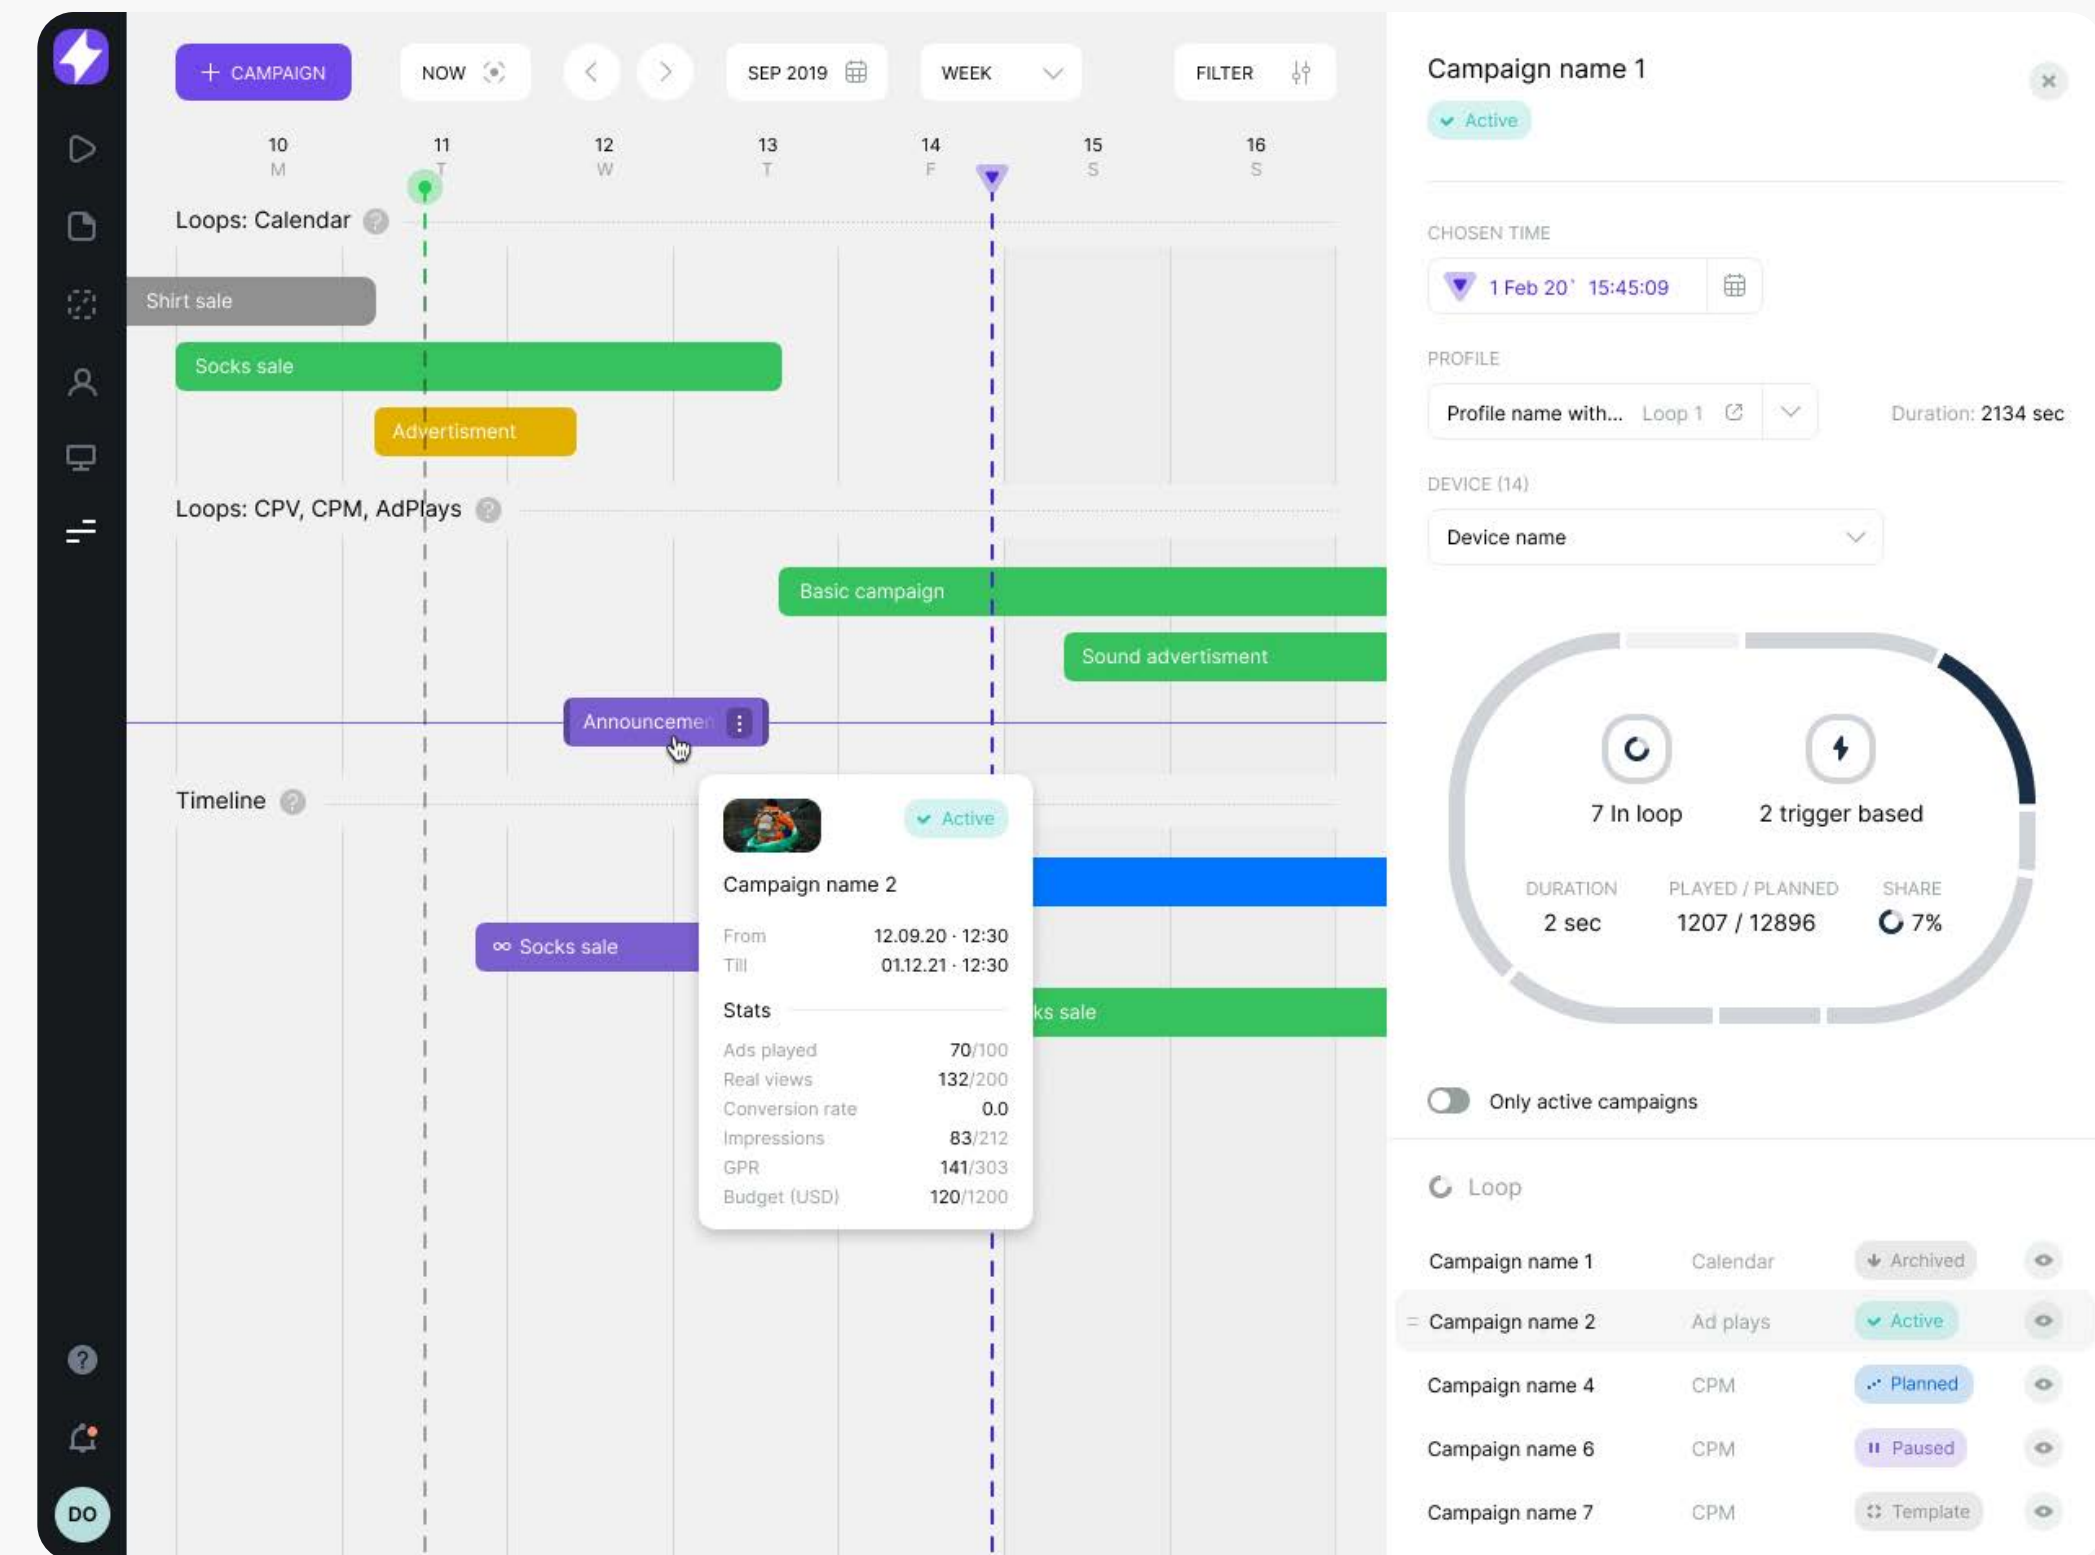 + CAMPAIGN NOW SEP 2019 WEEK FILTER
10 11 12 13 14 15 16
M T W T F S S
Loops: Calendar ?
Shirt sale
Socks sale
Advertisment
Loops: CPV, CPM, AdPlays ?
Basic campaign
Sound advertisment
Announcemen
Timeline ?
∞ Socks sale
ks sale
Active
Campaign name 2
From 12.09.20 · 12:30
Till 01.12.21 · 12:30
Stats
Ads played 70/100
Real views 132/200
Conversion rate 0.0
Impressions 83/212
GPR 141/303
Budget (USD) 120/1200
?
DO
Campaign name 1
Active
CHOSEN TIME
1 Feb 20` 15:45:09
PROFILE
Profile name with... Loop 1 Duration: 2134 sec
DEVICE (14)
Device name
7 In loop 2 trigger based
DURATION PLAYED / PLANNED SHARE
2 sec 1207 / 12896 7%
Only active campaigns
Loop
Campaign name 1 Calendar Archived
Campaign name 2 Ad plays Active
Campaign name 4 CPM Planned
Campaign name 6 CPM Paused
Campaign name 7 CPM Template